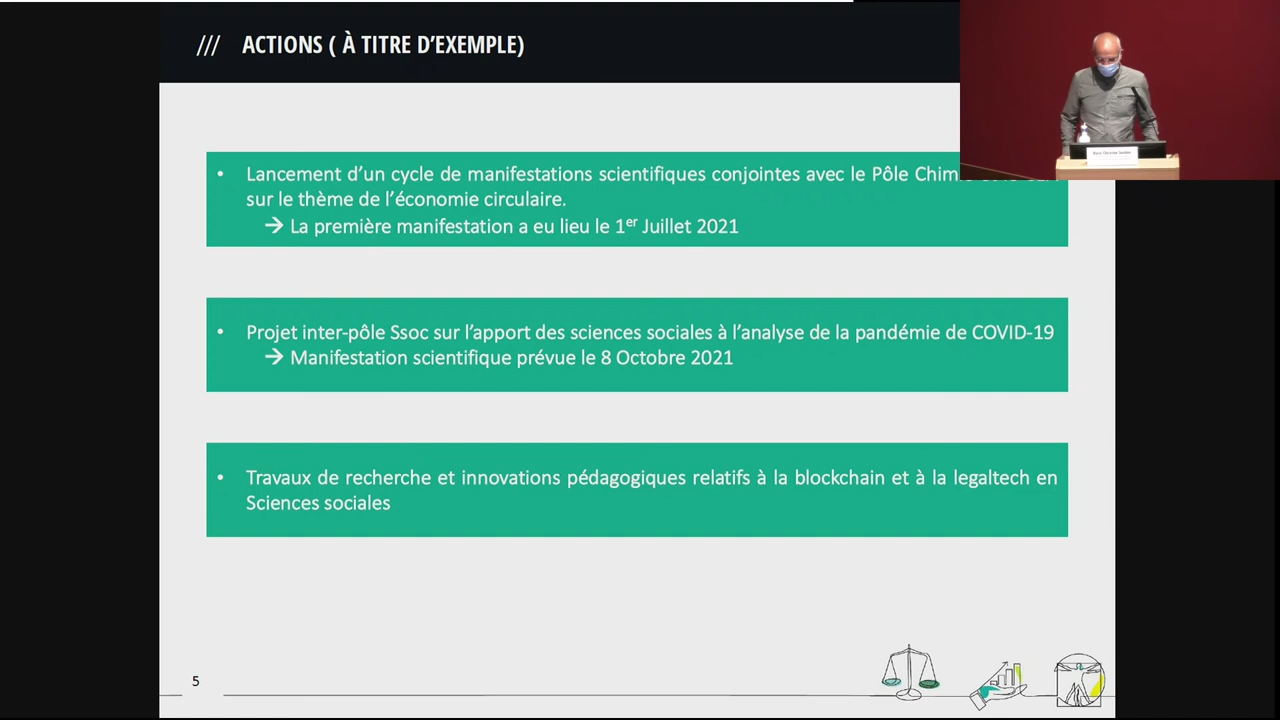 /// ACTIONS ( À TITRE D'EXEMPLE)
• Lancement d'un cycle de manifestations scientifiques conjointes avec le Pôle
sur le thème de l'économie circulaire.
→ La première manifestation a eu lieu le 1er Juillet 2021
• Projet inter-pôle Ssoc sur l'apport des sciences sociales à l'analyse de la pandémie de COVID-19
→ Manifestation scientifique prévue le 8 Octobre 2021
• Travaux de recherche et innovations pédagogiques relatifs à la blockchain et à la legaltech en
Sciences sociales
5